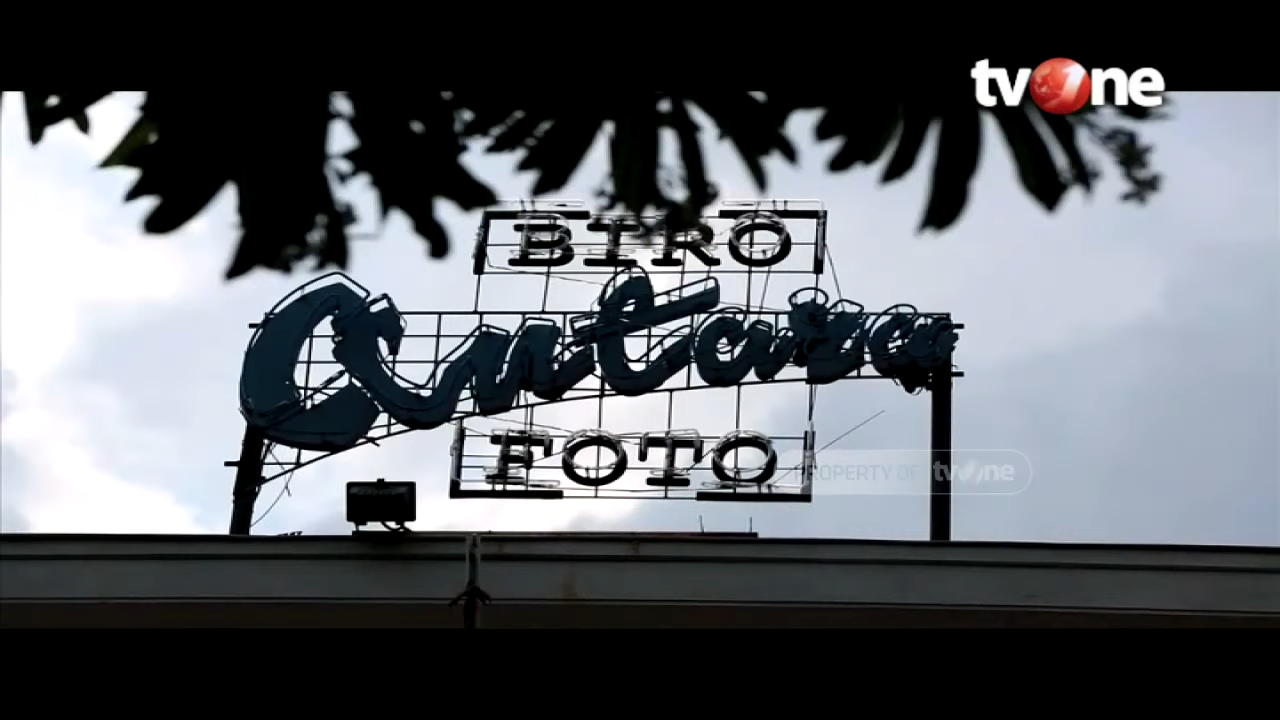 tvOne
BIRO
Antara
FOTO
PROPERTY OF tvOne